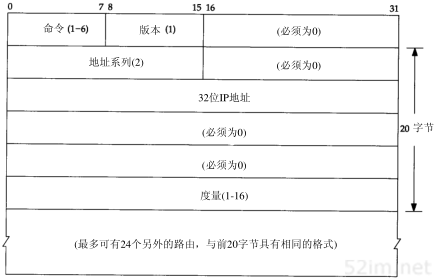 0 7 8 15 16 31
命令 (1-6) 版本 (1) (必须为0)
地址系列(2) (必须为0)
32位IP地址
(必须为0)
20 字节
(必须为0)
度量(1-16)
(最多可有24个另外的路由，与前20字节具有相同的格式)
52im.net